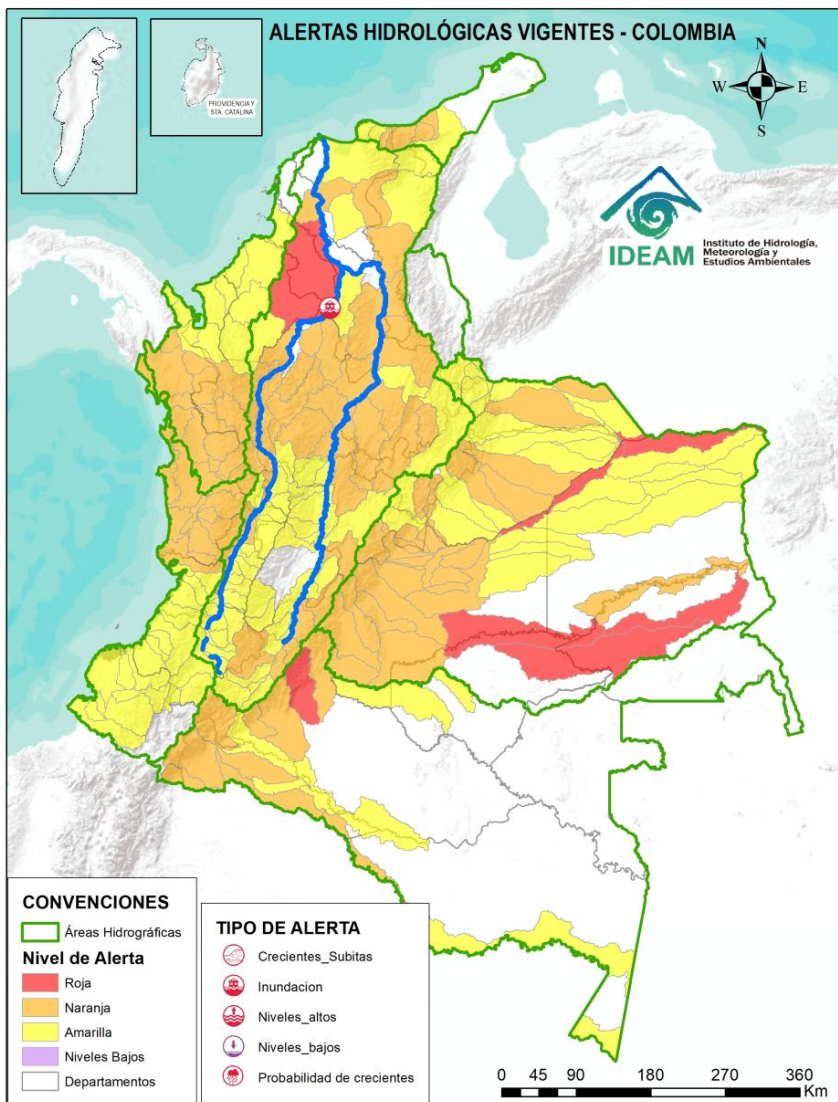 ALERTAS HIDROLÓGICAS VIGENTES - COLOMBIA
PROVIDENCIA Y
STA. CATALINA
N
W
E
S
IDEAM
Instituto de Hidrología,
Meteorología y
Estudios Ambientales
CONVENCIONES
Áreas Hidrográficas
Nivel de Alerta
Roja
Naranja
Amarilla
Niveles Bajos
Departamentos
TIPO DE ALERTA
Crecientes_Subitas
Inundacion
Niveles_altos
Niveles_bajos
Probabilidad de crecientes
0 45 90 180 270 360
Km